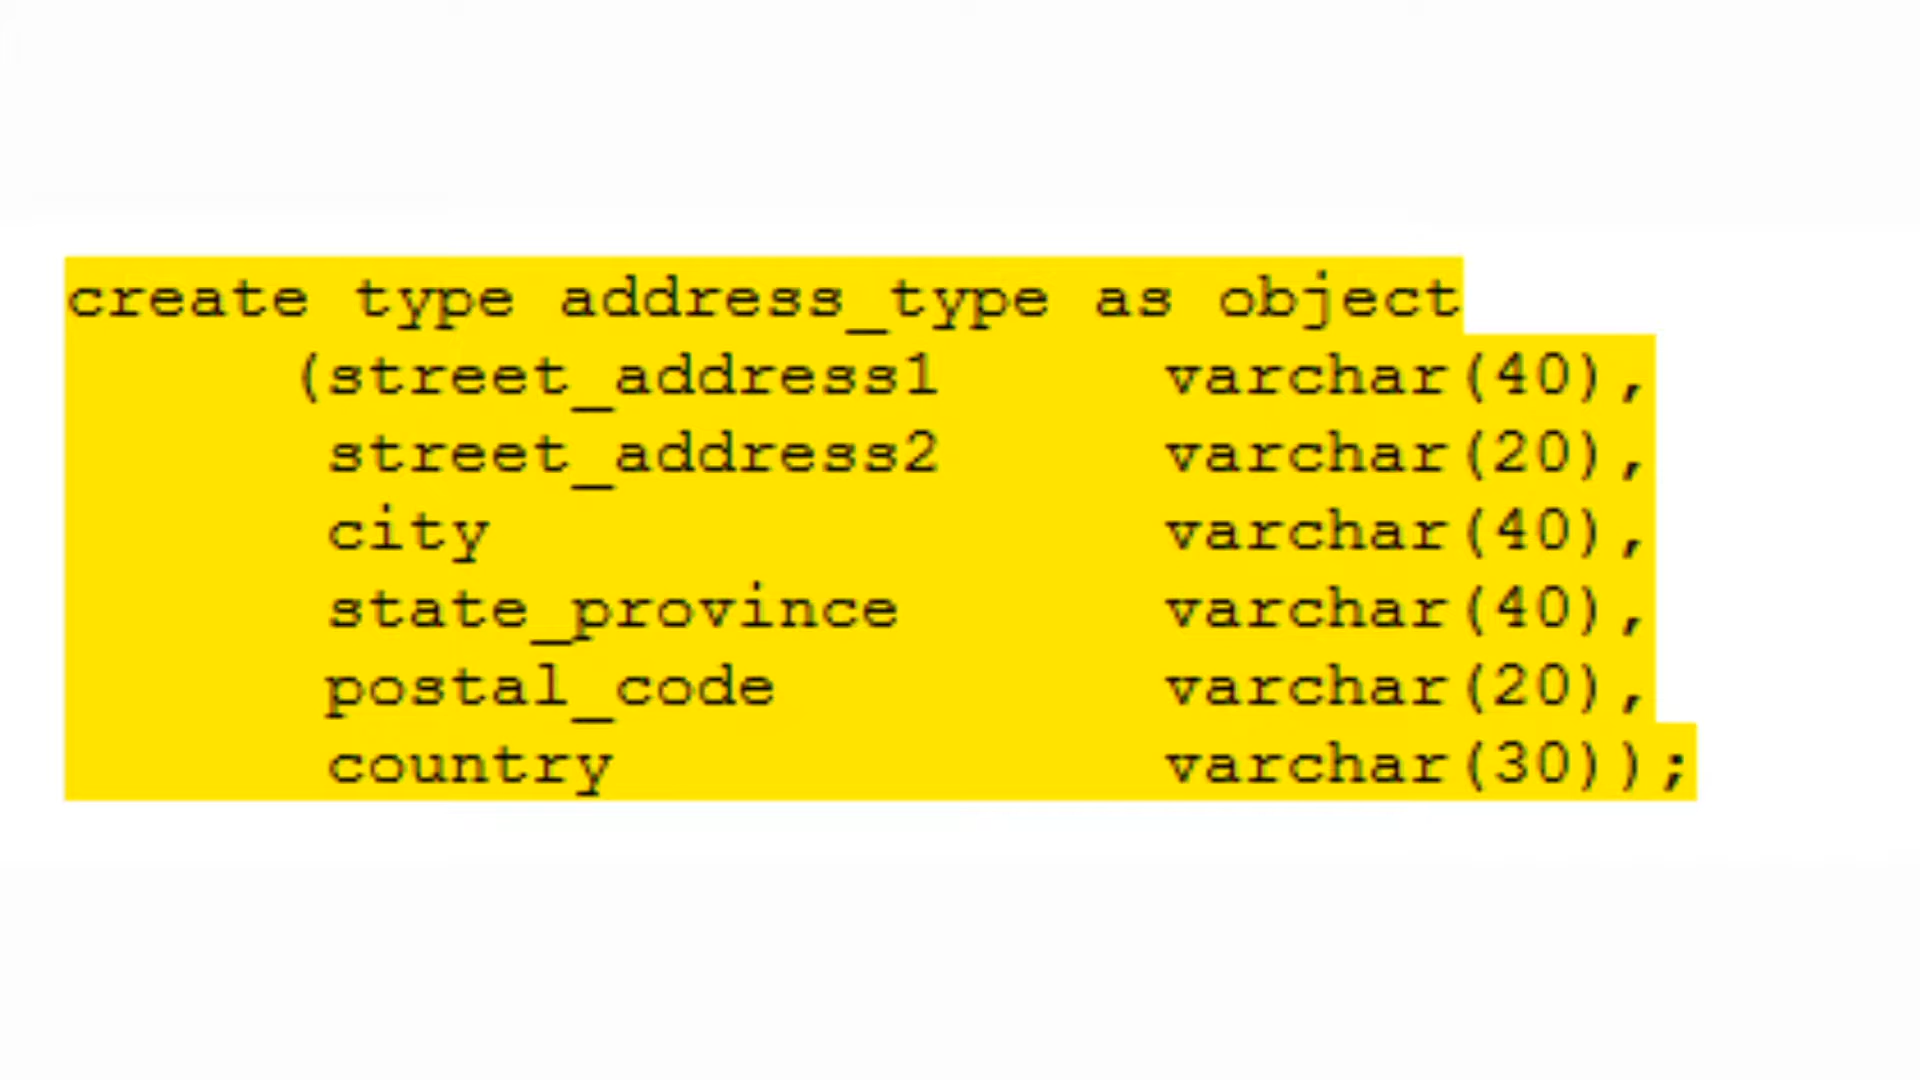 create type address_type as object
(street_address1 varchar(40),
street_address2 varchar(20),
city varchar(40),
state_province varchar(40),
postal_code varchar(20),
country varchar(30));